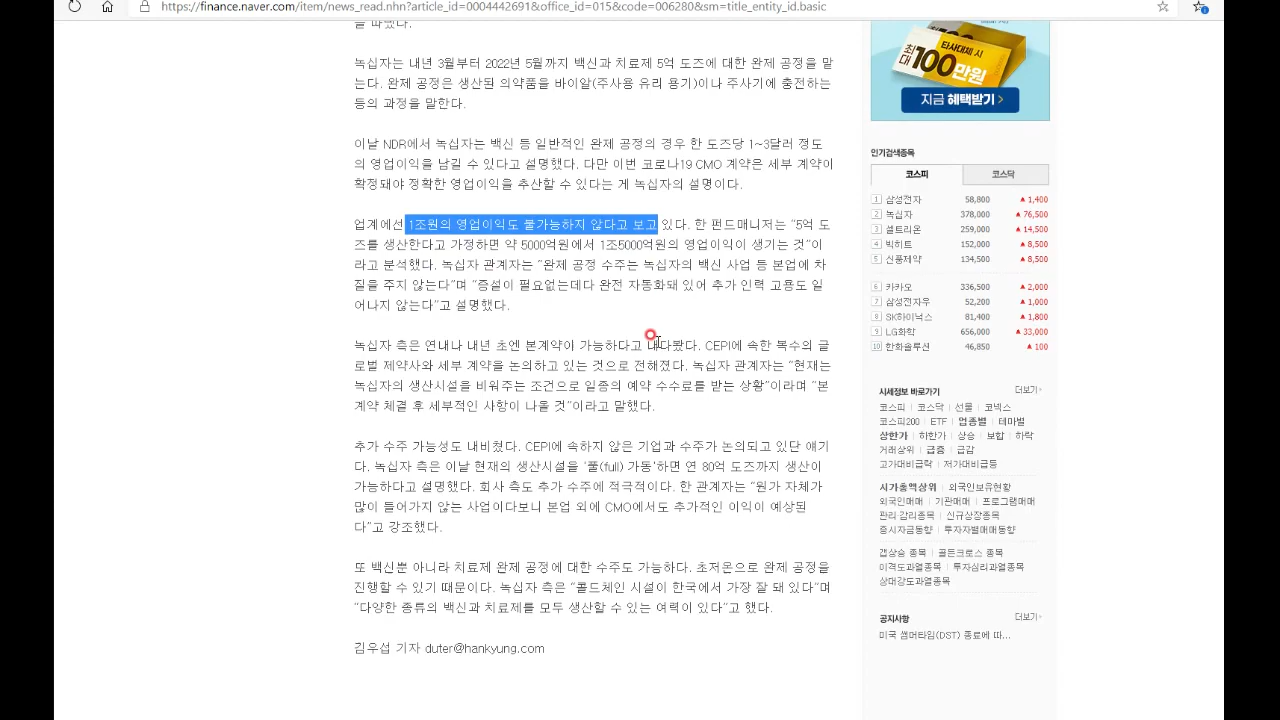 https://finance.naver.com/item/news_read.nhn?article_id=0004442691&office_id=015&code=006280&sm=title_entity_id.basic
을 따냈다.
녹십자는 내년 3월부터 2022년 5월까지 백신과 치료제 5억 도즈에 대한 완제 공정을 맡
는다. 완제 공정은 생산된 의약품을 바이알(주사용 유리 용기)이나 주사기에 충전하는
등의 과정을 말한다.
이날 NDR에서 녹십자는 백신 등 일반적인 완제 공정의 경우 한 도즈당 1~3달러 정도
의 영업이익을 남길 수 있다고 설명했다. 다만 이번 코로나19 CMO 계약은 세부 계약이
확정돼야 정확한 영업이익을 추산할 수 있다는 게 녹십자의 설명이다.
업계에선 1조원의 영업이익도 불가능하지 않다고 보고 있다. 한 펀드매니저는 “5억 도
즈를 생산한다고 가정하면 약 5000억원에서 1조5000억원의 영업이익이 생기는 것”이
라고 분석했다. 녹십자 관계자는 “완제 공정 수주는 녹십자의 백신 사업 등 본업에 차
질을 주지 않는다”며 “증설이 필요없는데다 완전 자동화돼 있어 추가 인력 고용도 일
어나지 않는다”고 설명했다.
녹십자 측은 연내나 내년 초엔 본계약이 가능하다고 내다봤다. CEPI에 속한 복수의 글
로벌 제약사와 세부 계약을 논의하고 있는 것으로 전해졌다. 녹십자 관계자는 “현재는
녹십자의 생산시설을 비워주는 조건으로 일종의 예약 수수료를 받는 상황”이라며 “본
계약 체결 후 세부적인 사항이 나올 것”이라고 말했다.
추가 수주 가능성도 내비쳤다. CEPI에 속하지 않은 기업과 수주가 논의되고 있단 얘기
다. 녹십자 측은 이날 현재의 생산시설을 ‘풀(full) 가동’하면 연 80억 도즈까지 생산이
가능하다고 설명했다. 회사 측도 추가 수주에 적극적이다. 한 관계자는 “원가 자체가
많이 들어가지 않는 사업이다보니 본업 외에 CMO에서도 추가적인 이익이 예상된
다”고 강조했다.
또 백신뿐 아니라 치료제 완제 공정에 대한 수주도 가능하다. 초저온으로 완제 공정을
진행할 수 있기 때문이다. 녹십자 측은 “콜드체인 시설이 한국에서 가장 잘 돼 있다”며
“다양한 종류의 백신과 치료제를 모두 생산할 수 있는 여력이 있다”고 했다.
김우섭 기자 duter@hankyung.com
타사대체 시
최대 100만원
지금 혜택받기 >
인기검색종목
코스피 코스닥
1 삼성전자 58,800 ▲1,400
2 녹십자 378,000 ▲76,500
3 셀트리온 259,000 ▲14,500
4 빅히트 152,000 ▲8,500
5 신풍제약 134,500 ▲8,500
6 카카오 336,500 ▲2,000
7 삼성전자우 52,200 ▲1,000
8 SK하이닉스 81,400 ▲1,800
9 LG화학 656,000 ▲33,000
10 한화솔루션 46,850 ▲100
시세정보 바로가기 더보기
코스피 | 코스닥 | 선물 | 코넥스
코스피200 | ETF | 업종별 | 테마별
상한가 | 하한가 | 상승 | 보합 | 하락
거래상위 | 급증 | 급감
고가대비급락 | 저가대비급등
시가총액상위 | 외국인보유현황
외국인매매 | 기관매매 | 프로그램매매
관리·감리종목 | 신규상장종목
증시자금동향 | 투자자별매매동향
갭상승 종목 | 골든크로스 종목
이격도과열종목 | 투자심리과열종목
상대강도과열종목
공지사항 더보기
미국 썸머타임(DST) 종료에 따...